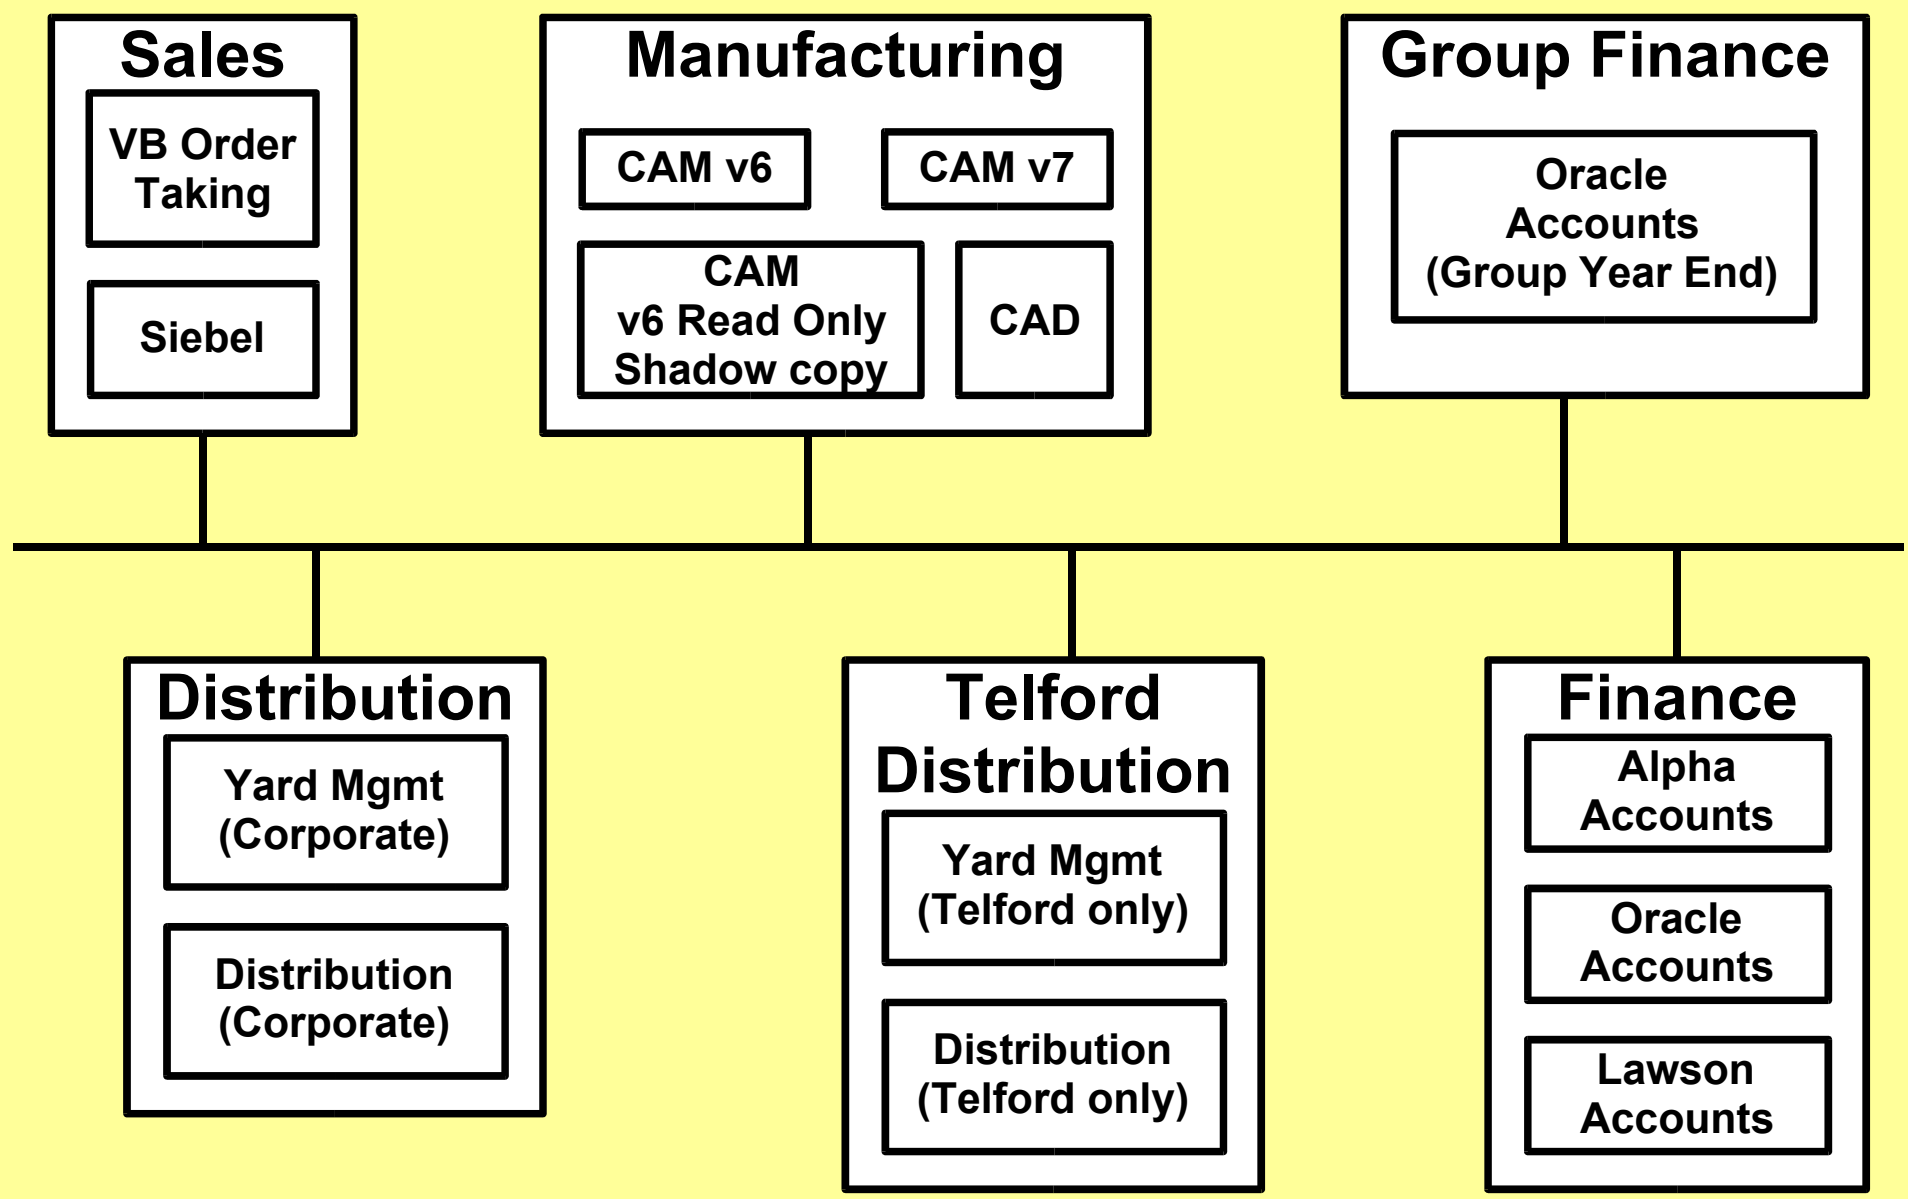 Sales
VB Order
Taking
Siebel
Manufacturing
CAM v6
CAM v7
CAM
v6 Read Only
Shadow copy
CAD
Group Finance
Oracle
Accounts
(Group Year End)
Distribution
Yard Mgmt
(Corporate)
Distribution
(Corporate)
Telford
Distribution
Yard Mgmt
(Telford only)
Distribution
(Telford only)
Finance
Alpha
Accounts
Oracle
Accounts
Lawson
Accounts